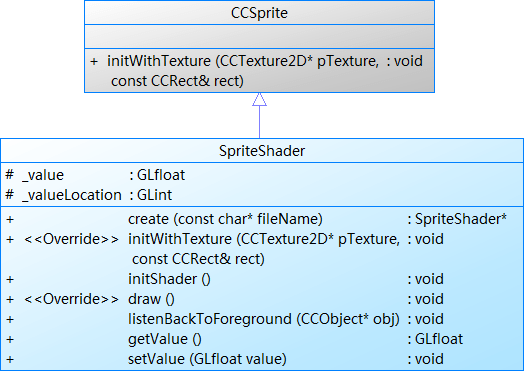 CCSprite
+ initWithTexture (CCTexture2D* pTexture, : void
const CCRect& rect)
SpriteShader
# _value : GLfloat
# _valueLocation : GLint
+ create (const char* fileName) : SpriteShader*
+ <<Override>> initWithTexture (CCTexture2D* pTexture, : void
const CCRect& rect)
+ initShader () : void
+ <<Override>> draw () : void
+ listenBackToForeground (CCObject* obj) : void
+ getValue () : GLfloat
+ setValue (GLfloat value) : void